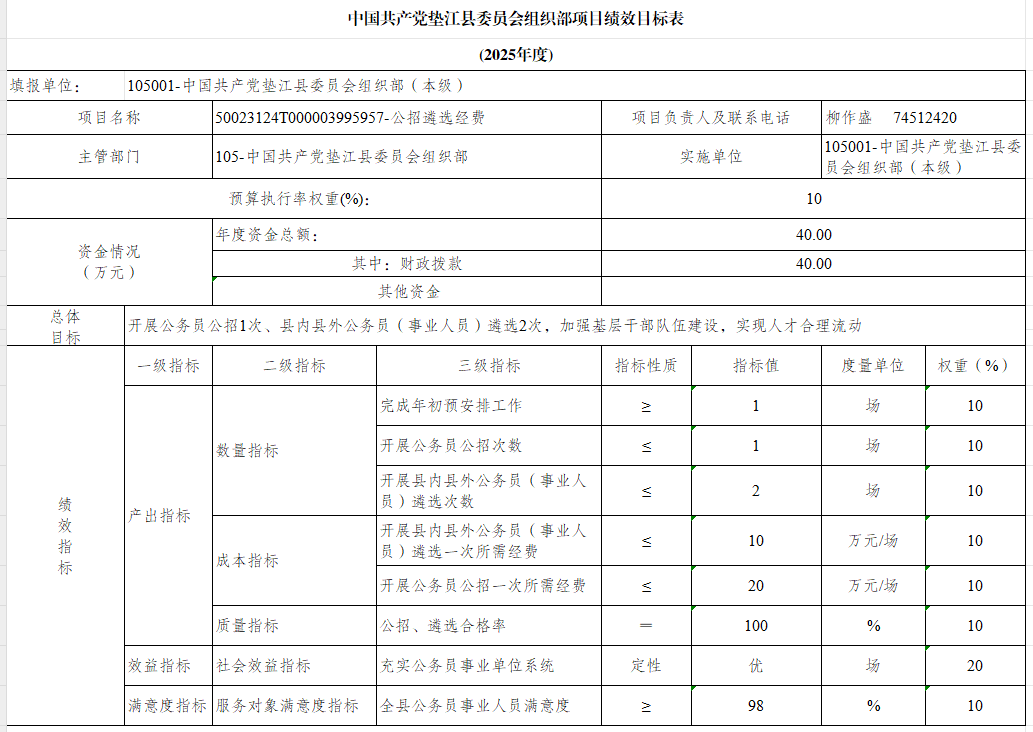 中国共产党垫江县委员会组织部项目绩效目标表
(2025年度)
填报单位： 105001-中国共产党垫江县委员会组织部（本级）
项目名称 50023124T000003995957-公招遴选经费 项目负责人及联系电话 柳作盛 74512420
主管部门 105-中国共产党垫江县委员会组织部 实施单位 105001-中国共产党垫江县委
员会组织部（本级）
预算执行率权重(%)： 10
资金情况
（万元）
年度资金总额： 40.00
其中：财政拨款 40.00
其他资金
总体
目标
开展公务员公招1次、县内县外公务员（事业人员）遴选2次，加强基层干部队伍建设，实现人才合理流动
绩
效
指
标
一级指标 二级指标 三级指标 指标性质 指标值 度量单位 权重（%）
产出指标
数量指标
完成年初预安排工作 ≥ 1 场 10
开展公务员公招次数 ≤ 1 场 10
开展县内县外公务员（事业人
员）遴选次数 ≤ 2 场 10
成本指标
开展县内县外公务员（事业人
员）遴选一次所需经费 ≤ 10 万元/场 10
开展公务员公招一次所需经费 ≤ 20 万元/场 10
质量指标 公招、遴选合格率 ＝ 100 % 10
效益指标 社会效益指标 充实公务员事业单位系统 定性 优 场 20
满意度指标 服务对象满意度指标 全县公务员事业人员满意度 ≥ 98 % 10